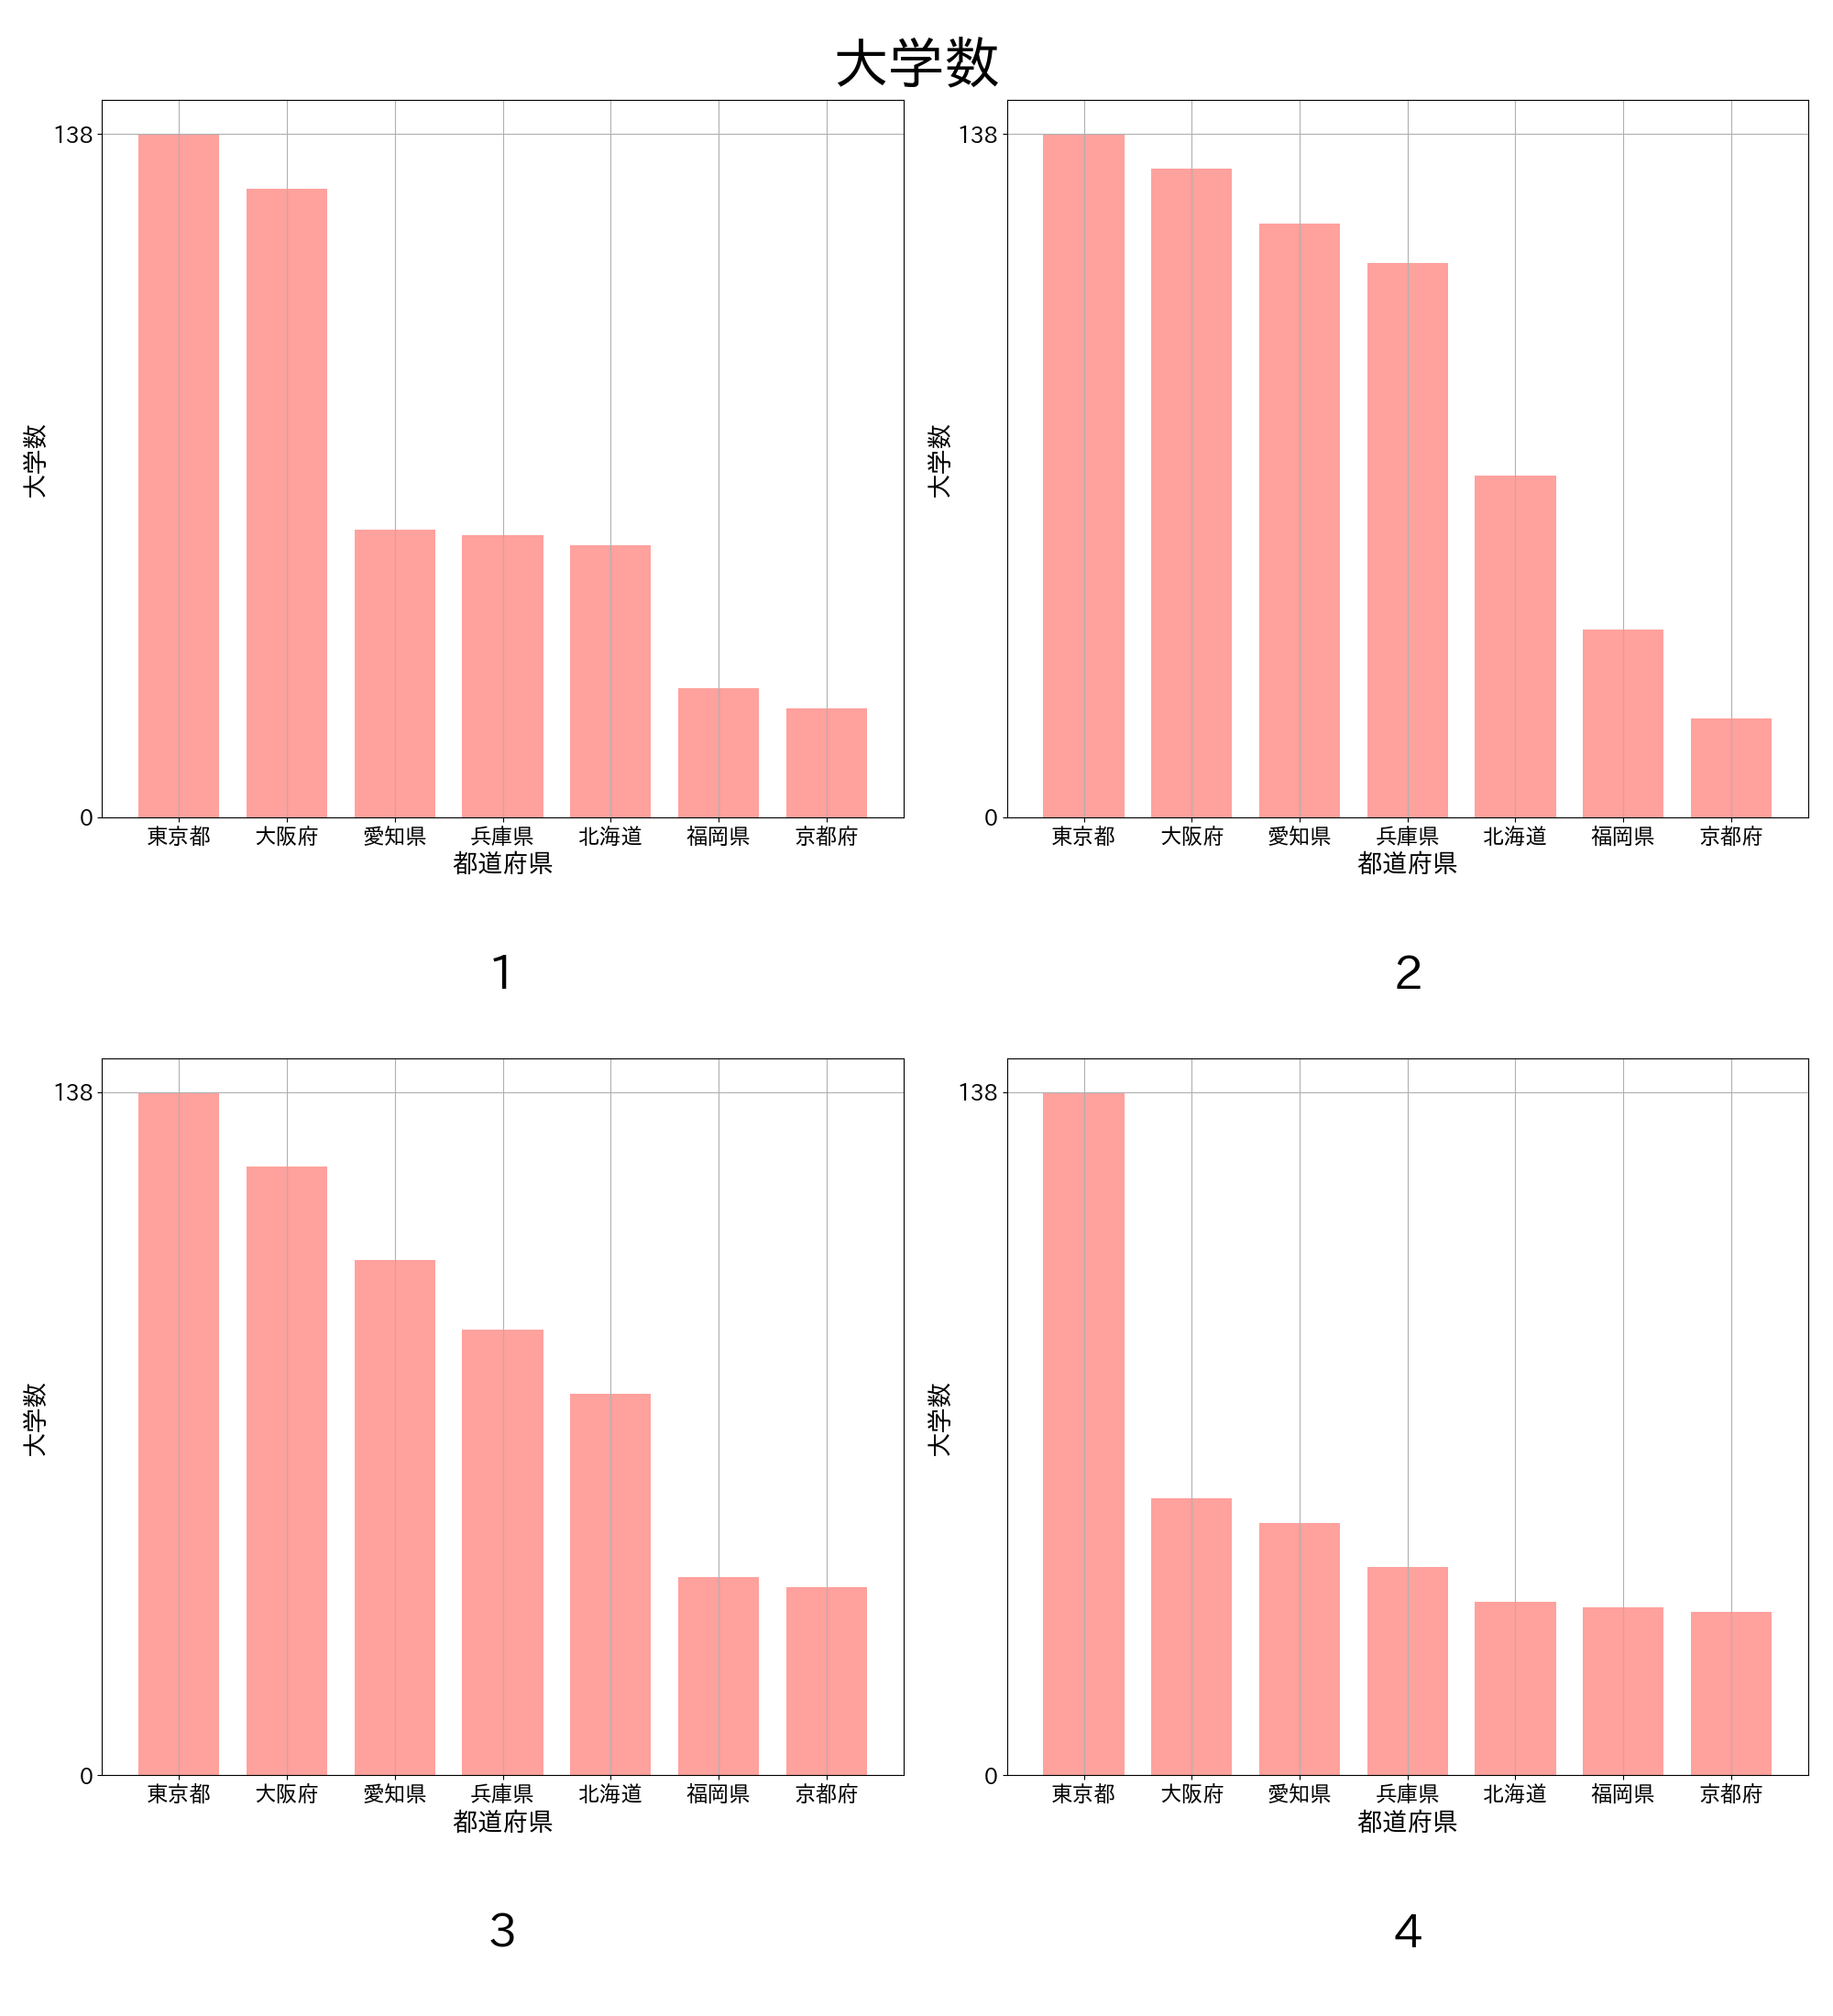 大学数
138
0
大学数
東京都 大阪府 愛知県 兵庫県 北海道 福岡県 京都府
都道府県
1
138
0
大学数
東京都 大阪府 愛知県 兵庫県 北海道 福岡県 京都府
都道府県
2
138
0
大学数
東京都 大阪府 愛知県 兵庫県 北海道 福岡県 京都府
都道府県
3
138
0
大学数
東京都 大阪府 愛知県 兵庫県 北海道 福岡県 京都府
都道府県
4